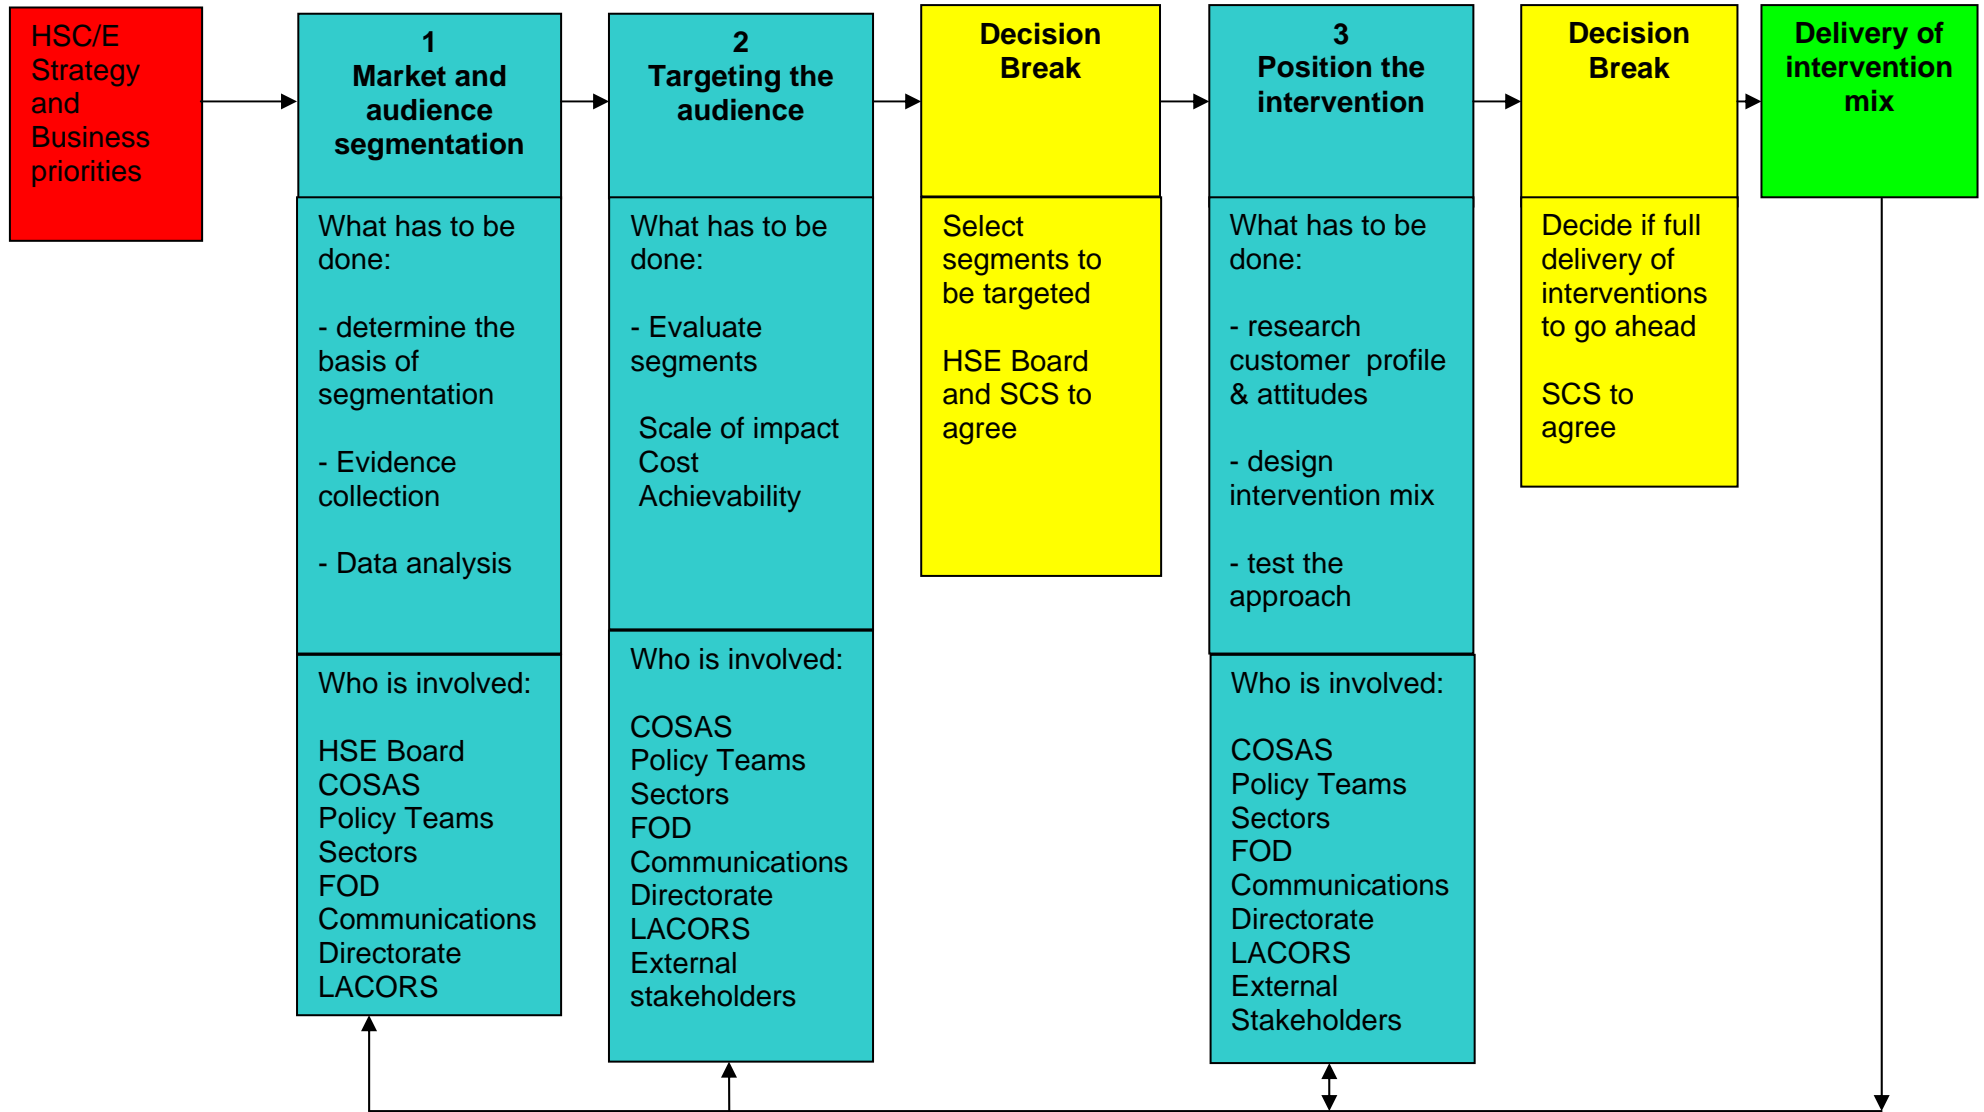 HSC/E
Strategy
and
Business
priorities
1
Market and
audience
segmentation
What has to be
done:
- determine the
basis of
segmentation
- Evidence
collection
- Data analysis
Who is involved:
HSE Board
COSAS
Policy Teams
Sectors
FOD
Communications
Directorate
LACORS
2
Targeting the
audience
What has to be
done:
- Evaluate
segments
Scale of impact
Cost
Achievability
Who is involved:
COSAS
Policy Teams
Sectors
FOD
Communications
Directorate
LACORS
External
stakeholders
Decision
Break
Select
segments to
be targeted
HSE Board
and SCS to
agree
3
Position the
intervention
What has to be
done:
- research
customer  profile
& attitudes
- design
intervention mix
- test the
approach
Who is involved:
COSAS
Policy Teams
Sectors
FOD
Communications
Directorate
LACORS
External
Stakeholders
Decision
Break
Decide if full
delivery of
interventions
to go ahead
SCS to
agree
Delivery of
intervention
mix